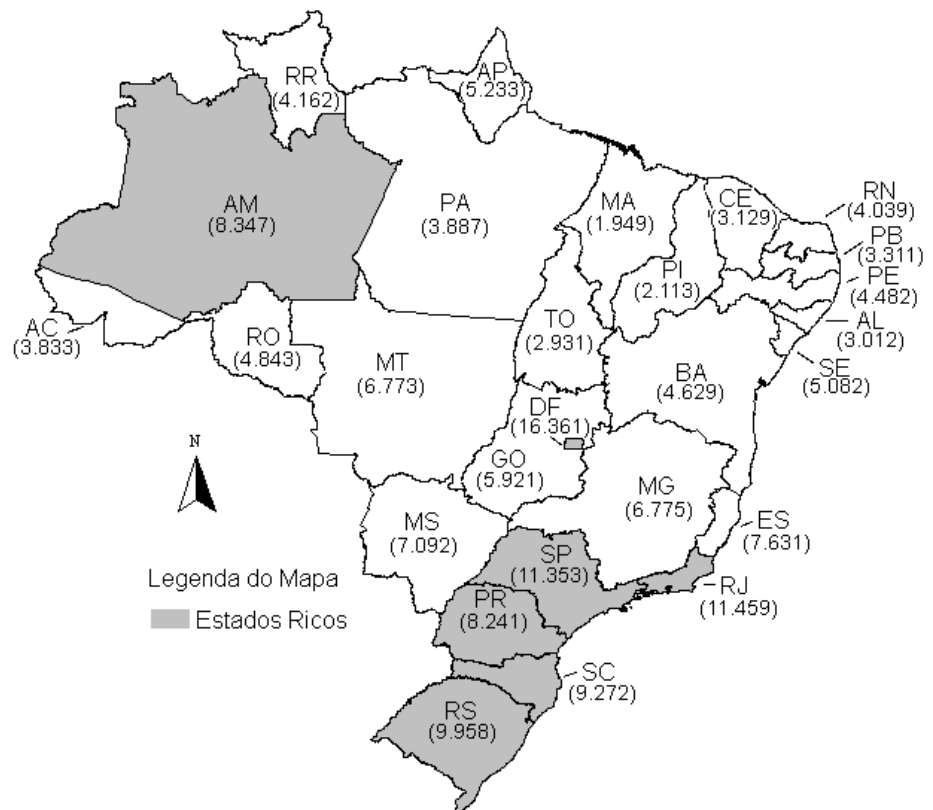 RR
(4.162)
AP
(5.233)
AM
(8.347)
PA
(3.887)
MA
(1.949)
CE
(3.129)
RN
(4.039)
PB
(3.311)
PE
(4.482)
AL
(3.012)
SE
(5.082)
PI
(2.113)
TO
(2.931)
AC
(3.833)
RO
(4.843)
MT
(6.773)
BA
(4.629)
DF
(16.361)
GO
(5.921)
MG
(6.775)
ES
(7.631)
N
MS
(7.092)
SP
(11.353)
RJ
(11.459)
PR
(8.241)
SC
(9.272)
RS
(9.958)
Legenda do Mapa
Estados Ricos